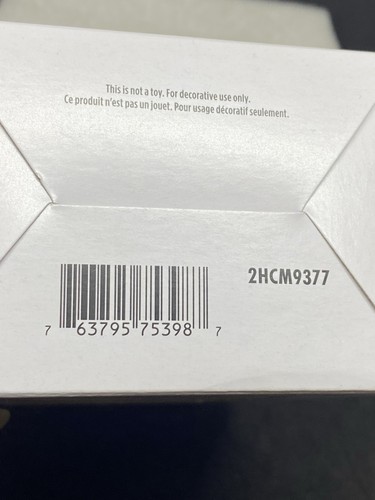 This is not a toy. For decorative use only.
Ce produit n'est pas un jouet. Pour usage décoratif seulement.
2HCM9377
7 63795 75398 7